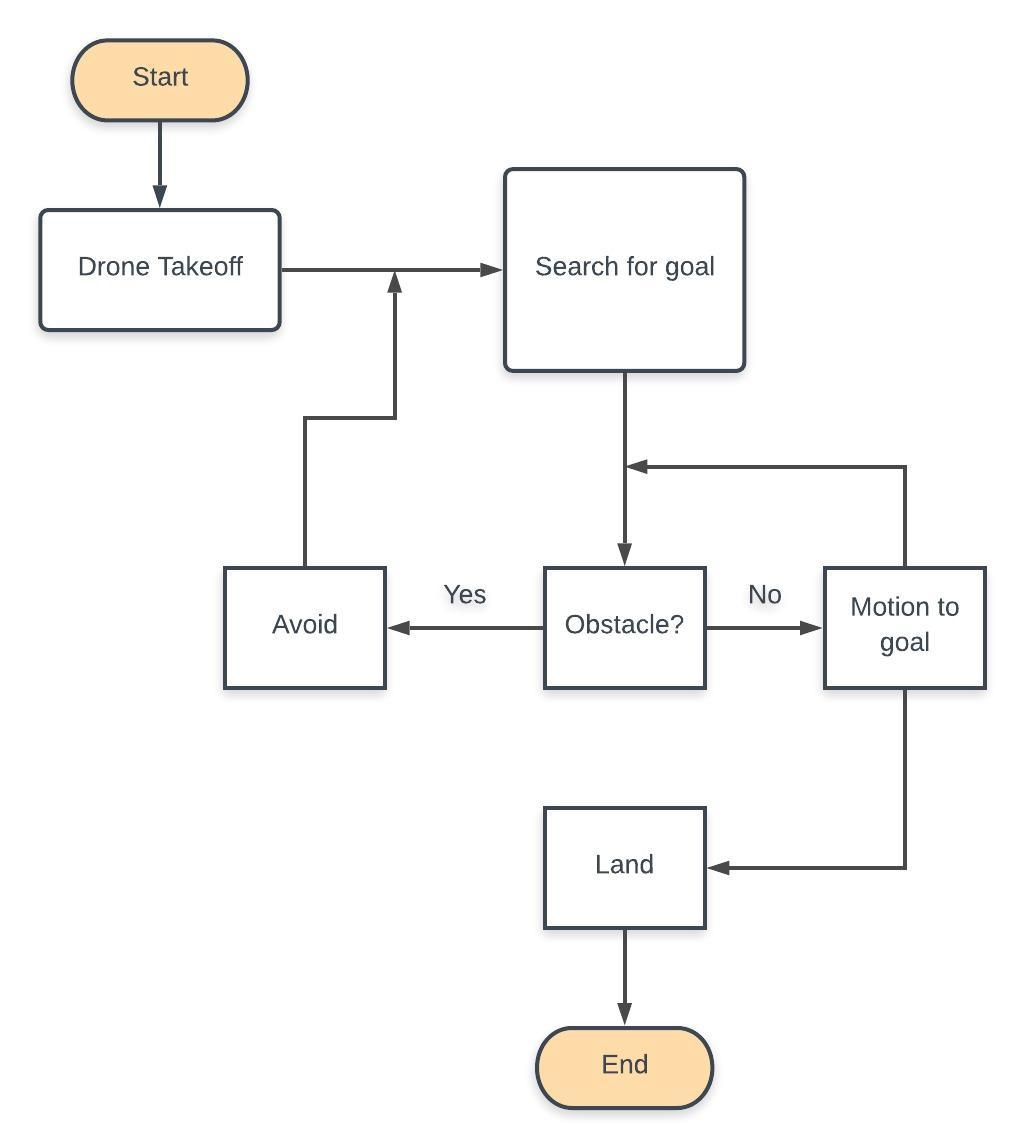 Start
Drone Takeoff
Search for goal
Yes
No
Avoid
Obstacle?
Motion to
goal
Land
End